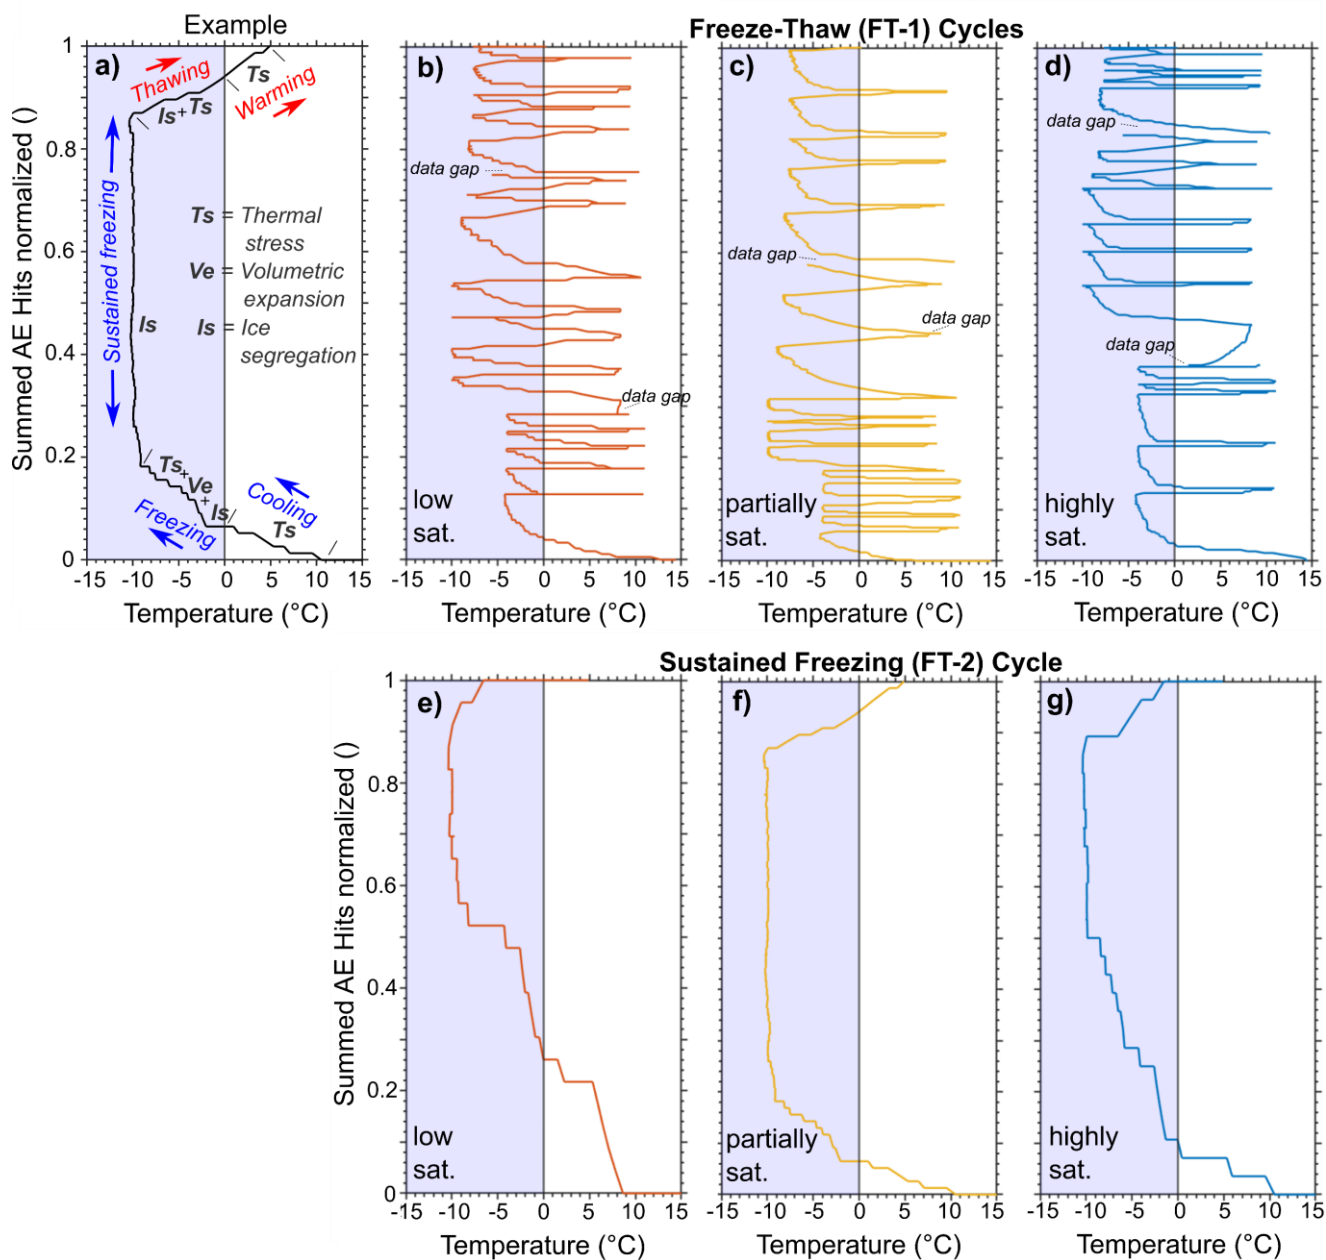 Example
Freeze-Thaw (FT-1) Cycles
a)
Thawing
Ts
Warming
Is+Ts
Sustained freezing
Ts = Thermal
stress
Ve = Volumetric
expansion
Is = Ice
segregation
Is
Ts+Ve+Is
Cooling
Freezing
Ts
b)
data gap
data gap
low
sat.
c)
data gap
data gap
partially
sat.
d)
data gap
data gap
highly
sat.
Summed AE Hits normalized ()
1
0.8
0.6
0.4
0.2
0
-15 -10 -5 0 5 10 15
-15 -10 -5 0 5 10 15
-15 -10 -5 0 5 10 15
-15 -10 -5 0 5 10 15
Temperature (°C)
Temperature (°C)
Temperature (°C)
Temperature (°C)
Sustained Freezing (FT-2) Cycle
e)
low
sat.
f)
partially
sat.
g)
highly
sat.
Summed AE Hits normalized ()
1
0.8
0.6
0.4
0.2
0
-15 -10 -5 0 5 10 15
-15 -10 -5 0 5 10 15
-15 -10 -5 0 5 10 15
Temperature (°C)
Temperature (°C)
Temperature (°C)